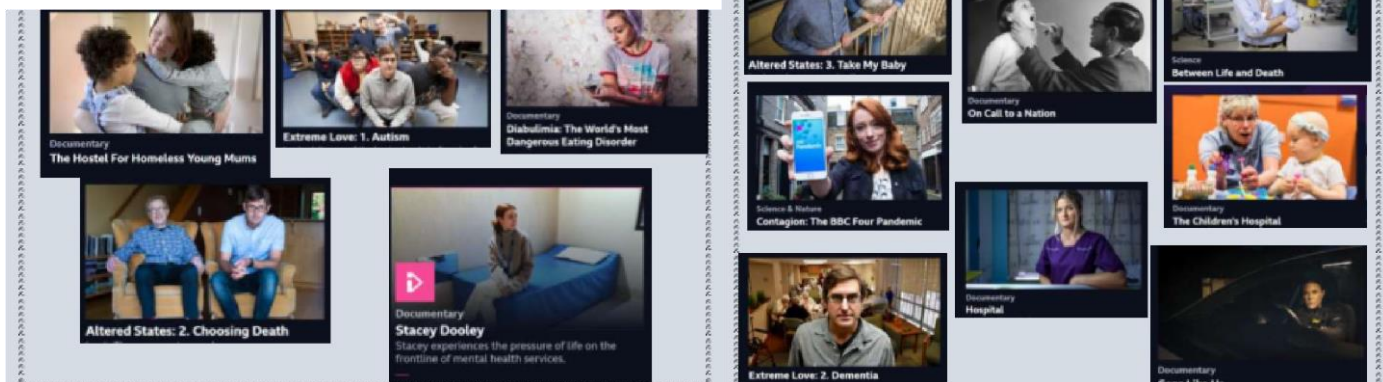 Documentary
The Hostel For Homeless Young Mums
Extreme Love: 1. Autism
Documentary
Diabulimia: The World's Most
Dangerous Eating Disorder
Altered States: 2. Choosing Death
Documentary
Stacey Dooley
Stacey experiences the pressure of life on the
frontline of mental health services.
Altered States: 3. Take My Baby
Documentary
On Call to a Nation
Science
Between Life and Death
Science & Nature
Contagion: The BBC Four Pandemic
Documentary
The Children's Hospital
Documentary
Hospital
Extreme Love: 2. Dementia
Documentary